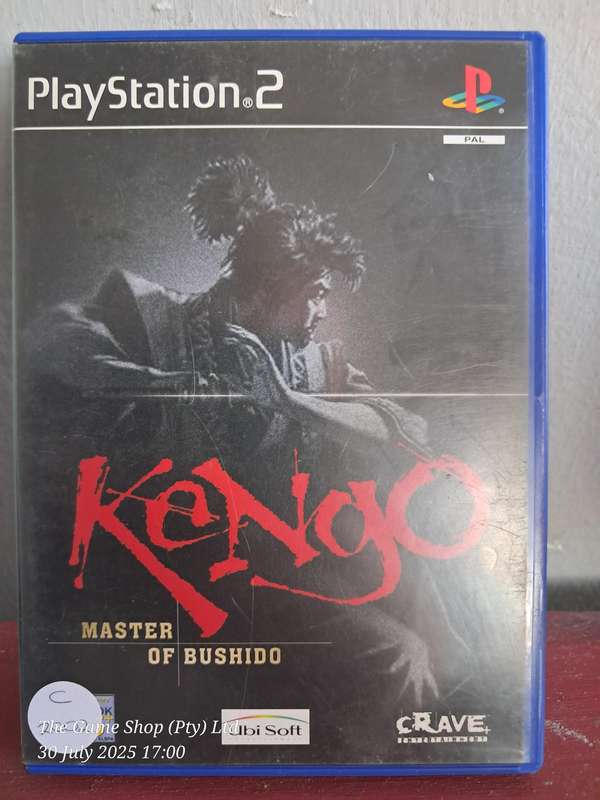 PlayStation®2
PAL
KeNgO
MASTER
OF BUSHIDO
C
The Game Shop (Pty) Ltd
30 July 2025 17:00
Ubi Soft
CRAVE
ENTERTAINMENT